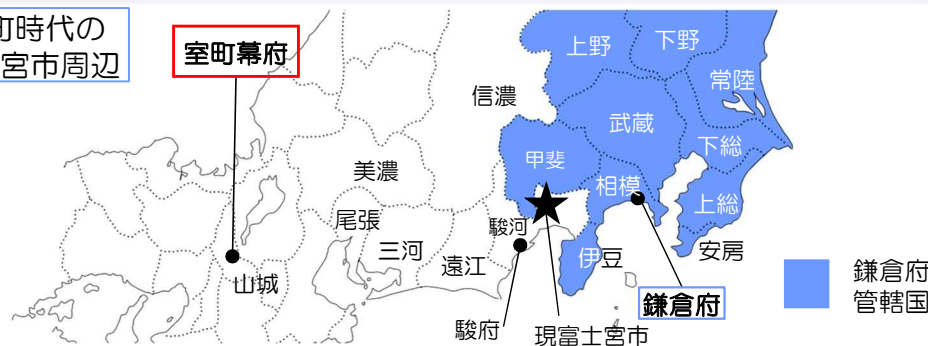 町時代の
宮市周辺
室町幕府
上野
下野
常陸
信濃
武蔵
下総
甲斐
美濃
相模
上総
尾張
駿河
三河
遠江
伊豆
安房
山城
鎌倉府
駿府
現富士宮市
鎌倉府
管轄国